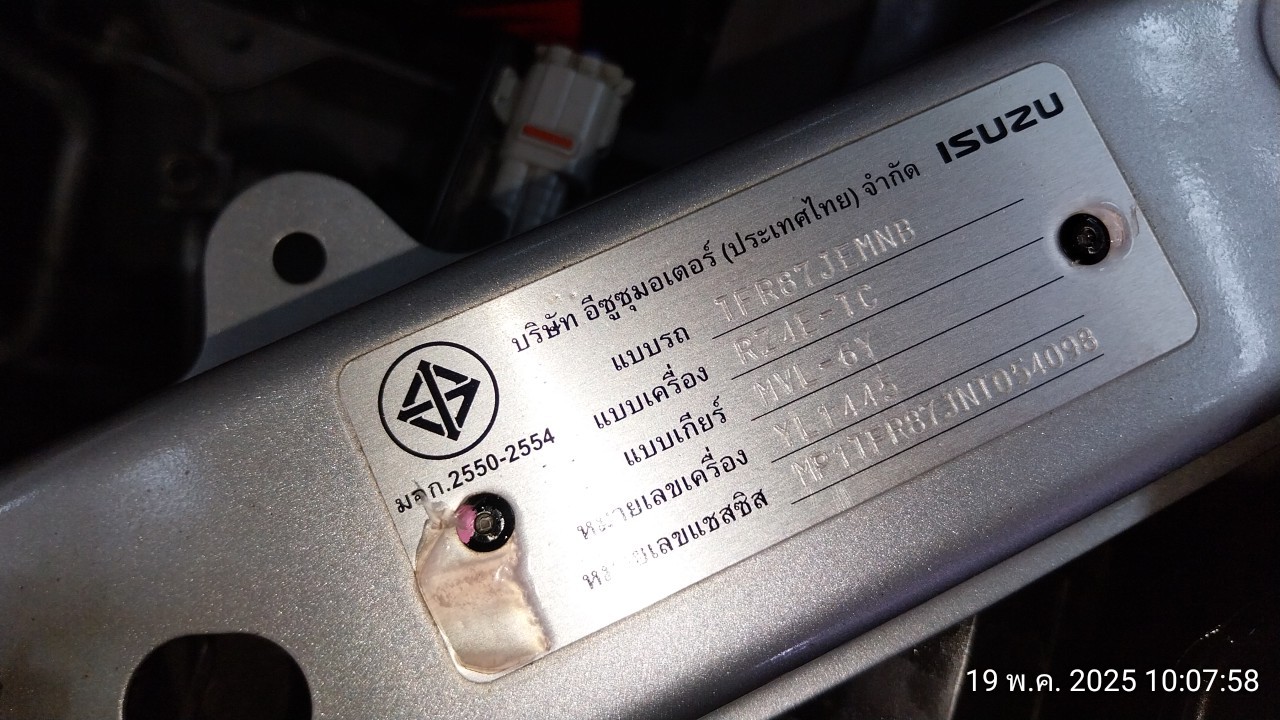 ISUZU
บริษัท อีซูซุมอเตอร์ (ประเทศไทย) จำกัด
แบบรถ TFR87JEMNB
แบบเครื่อง RZ4E-TC
แบบเกียร์ MVL-6Y
หมายเลขเครื่อง YL1445
หมายเลขแชสซิส MP1TFR87JNT054098
มอก.2550-2554
19 พ.ค. 2025 10:07:58